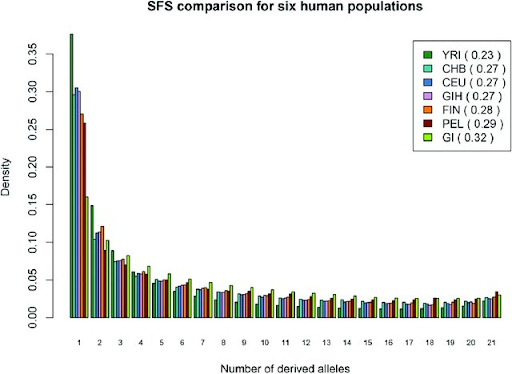 SFS comparison for six human populations
YRI ( 0.23 )
CHB ( 0.27 )
CEU ( 0.27 )
GIH ( 0.27 )
FIN ( 0.28 )
PEL ( 0.29 )
GI ( 0.32 )
Density
0.35
0.30
0.25
0.20
0.15
0.10
0.05
0.00
1 2 3 4 5 6 7 8 9 10 11 12 13 14 15 16 17 18 19 20 21
Number of derived alleles